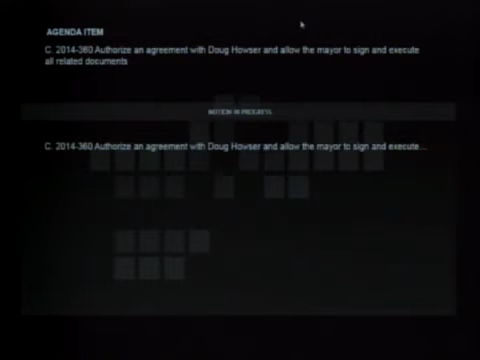 AGENDA ITEM
C. 2014-360 Authorize an agreement with Doug Howser and allow the mayor to sign and execute
all related documents
MOTION IN PROGRESS
C. 2014-360 Authorize an agreement with Doug Howser and allow the mayor to sign and execute...